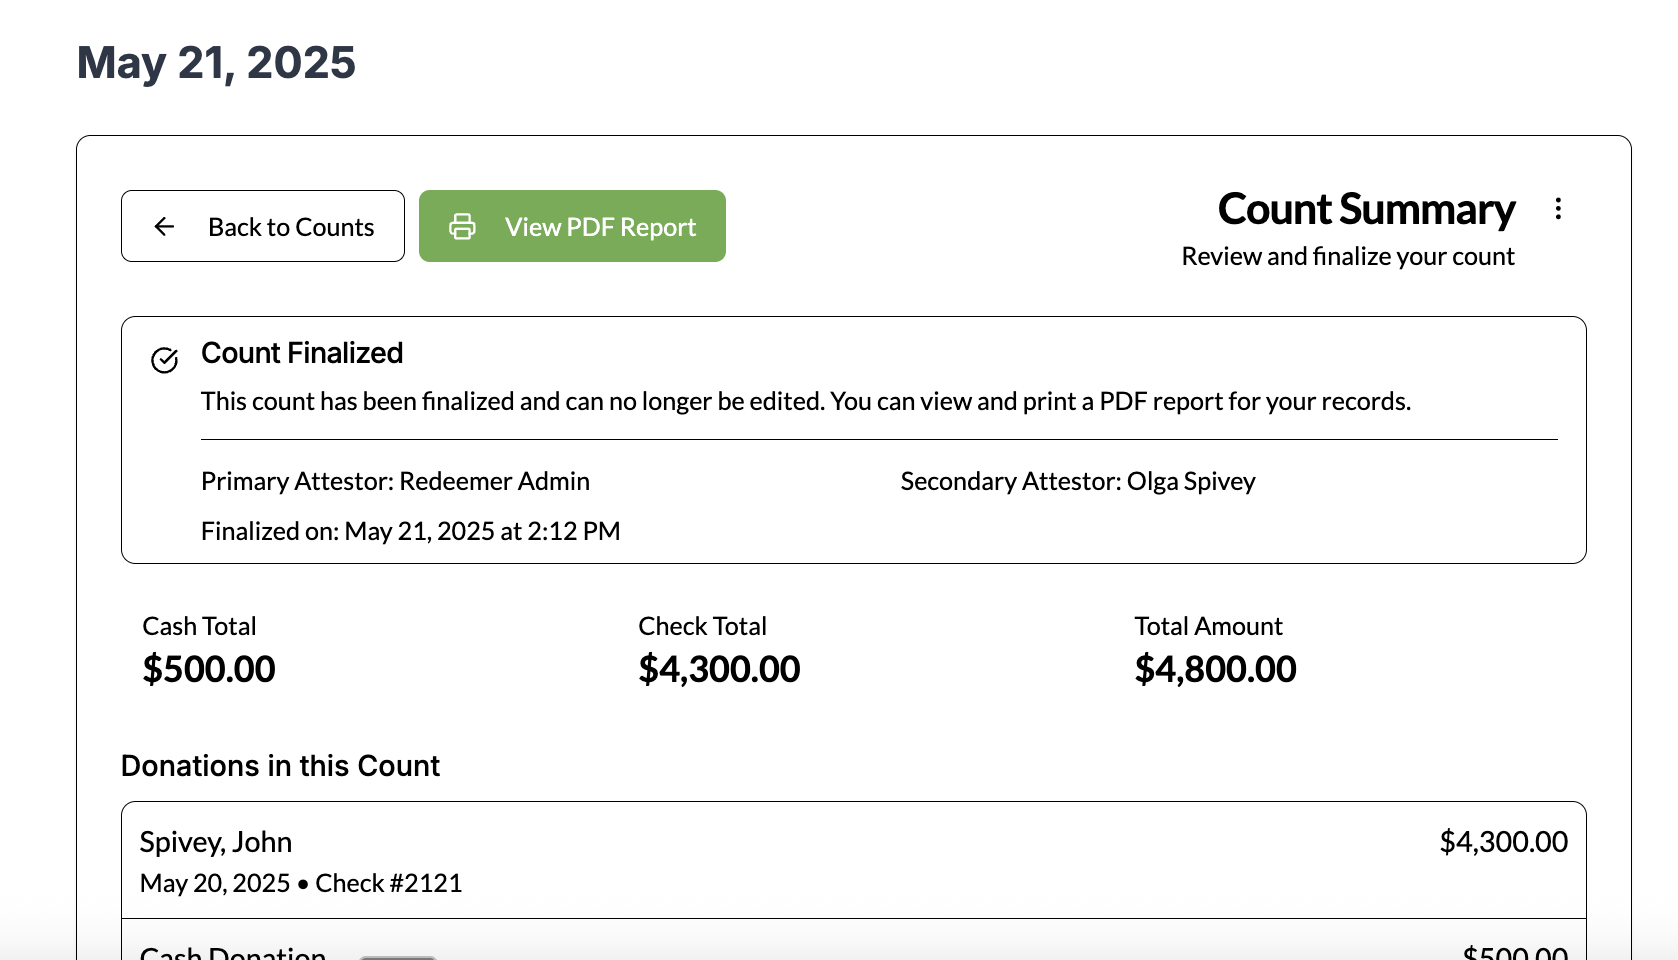 May 21, 2025
Back to Counts
View PDF Report
Count Summary
Review and finalize your count
Count Finalized
This count has been finalized and can no longer be edited. You can view and print a PDF report for your records.
Primary Attestor: Redeemer Admin
Secondary Attestor: Olga Spivey
Finalized on: May 21, 2025 at 2:12 PM
Cash Total
$500.00
Check Total
$4,300.00
Total Amount
$4,800.00
Donations in this Count
Spivey, John
$4,300.00
May 20, 2025 • Check #2121
Cash Donation
$500.00